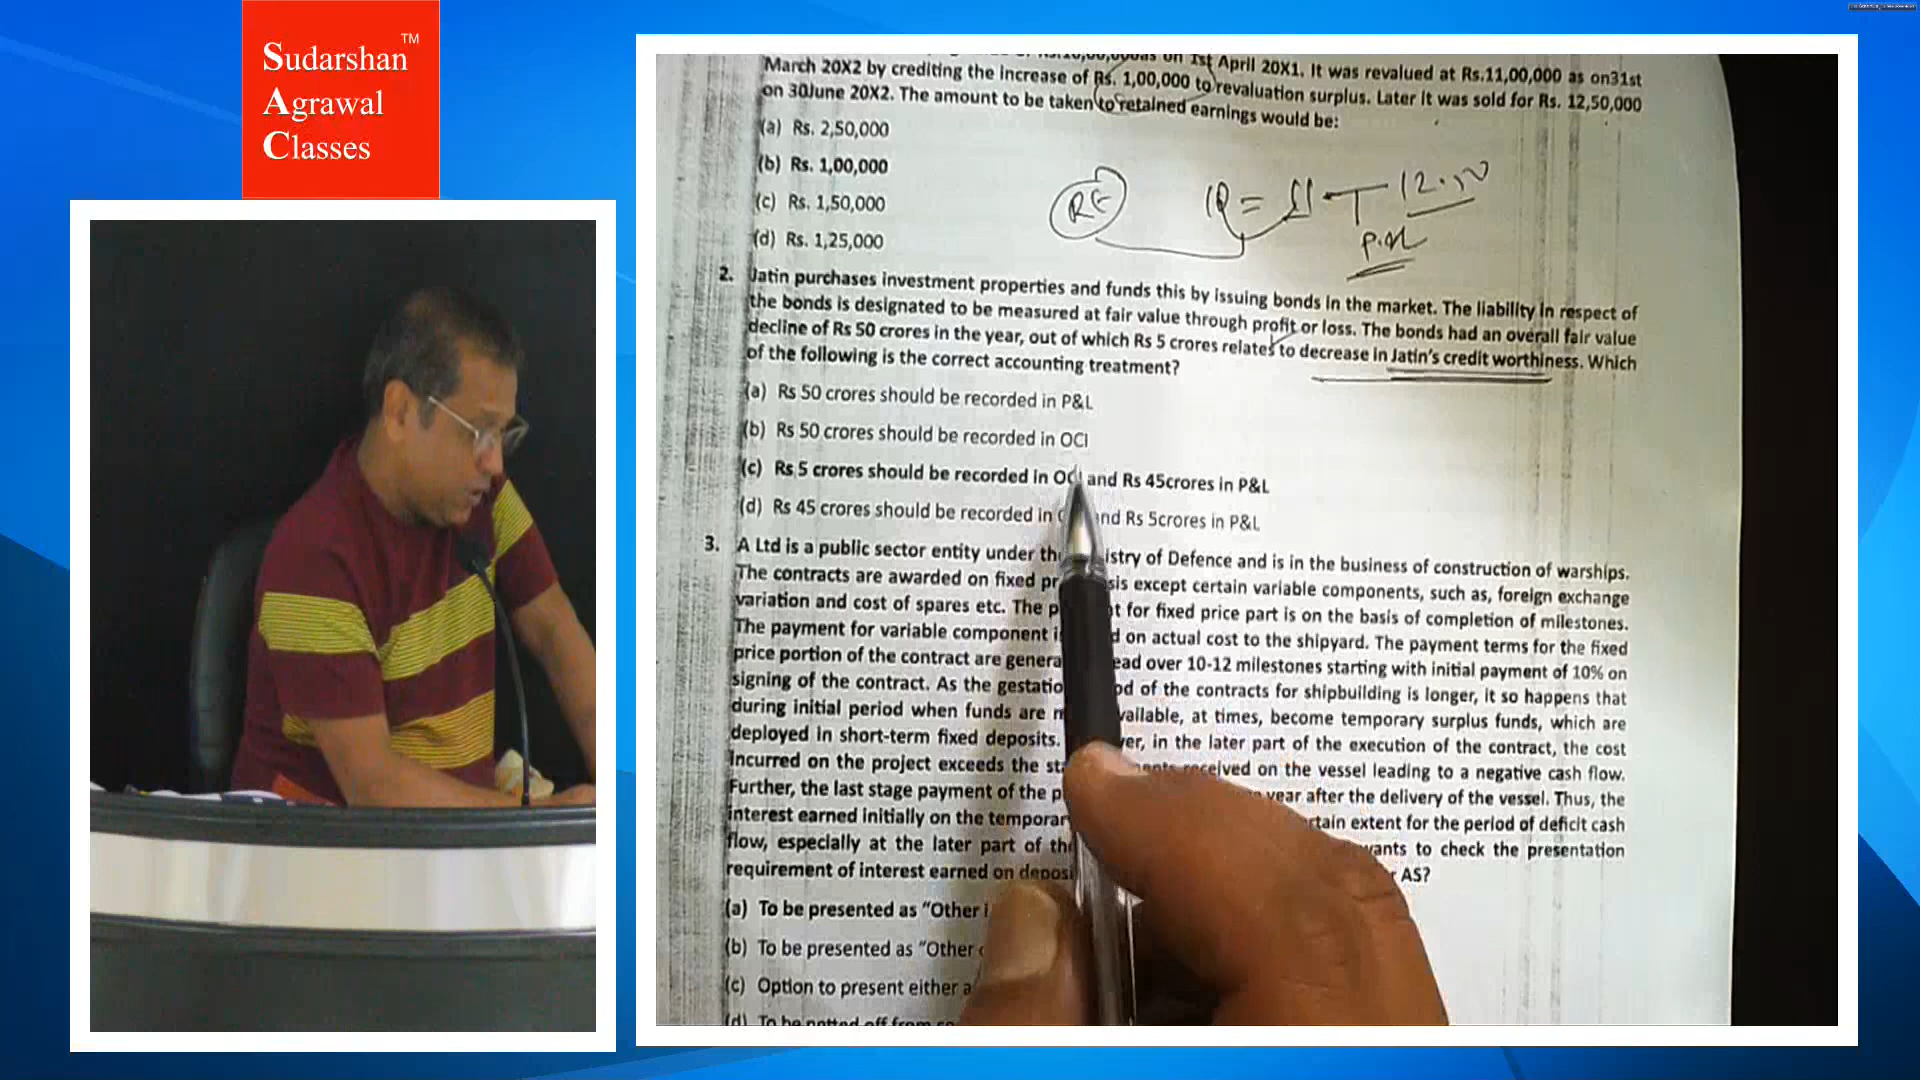 Sudarshan TM
Agrawal
Classes
1st April 20X1. It was revalued at Rs.11,00,000 as on31st
March 20X2 by crediting the increase of Rs. 1,00,000 to revaluation surplus. Later it was sold for Rs. 12,50,000
on 30June 20X2. The amount to be taken to retained earnings would be:
(a) Rs. 2,50,000
(b) Rs. 1,00,000
(c) Rs. 1,50,000
(d) Rs. 1,25,000
RE
2. Jatin purchases investment properties and funds this by issuing bonds in the market. The liability in respect of
the bonds is designated to be measured at fair value through profit or loss. The bonds had an overall fair value
decline of Rs 50 crores in the year, out of which Rs 5 crores relates to decrease in Jatin's credit worthiness. Which
of the following is the correct accounting treatment?
(a) Rs 50 crores should be recorded in P&L
(b) Rs 50 crores should be recorded in OCI
(c) Rs 5 crores should be recorded in OCI and Rs 45crores in P&L
(d) Rs 45 crores should be recorded in and Rs 5crores in P&L
3. A Ltd is a public sector entity under the Ministry of Defence and is in the business of construction of warships.
The contracts are awarded on fixed basis except certain variable components, such as, foreign exchange
variation and cost of spares etc. The for fixed price part is on the basis of completion of milestones.
The payment for variable component on actual cost to the shipyard. The payment terms for the fixed
price portion of the contract are over 10-12 milestones starting with initial payment of 10% on
signing of the contract. As the of the contracts for shipbuilding is longer, it so happens that
during initial period when funds are available, at times, become temporary surplus funds, which are
deployed in short-term fixed deposits. in the later part of the execution of the contract, the cost
incurred on the project exceeds the received on the vessel leading to a negative cash flow.
Further, the last stage payment of the year after the delivery of the vessel. Thus, the
interest earned initially on the extent for the period of deficit cash
flow, especially at the later part of wants to check the presentation
requirement of interest earned on AS?
(a) To be presented as "Other
(b) To be presented as "Other
(c) Option to present either